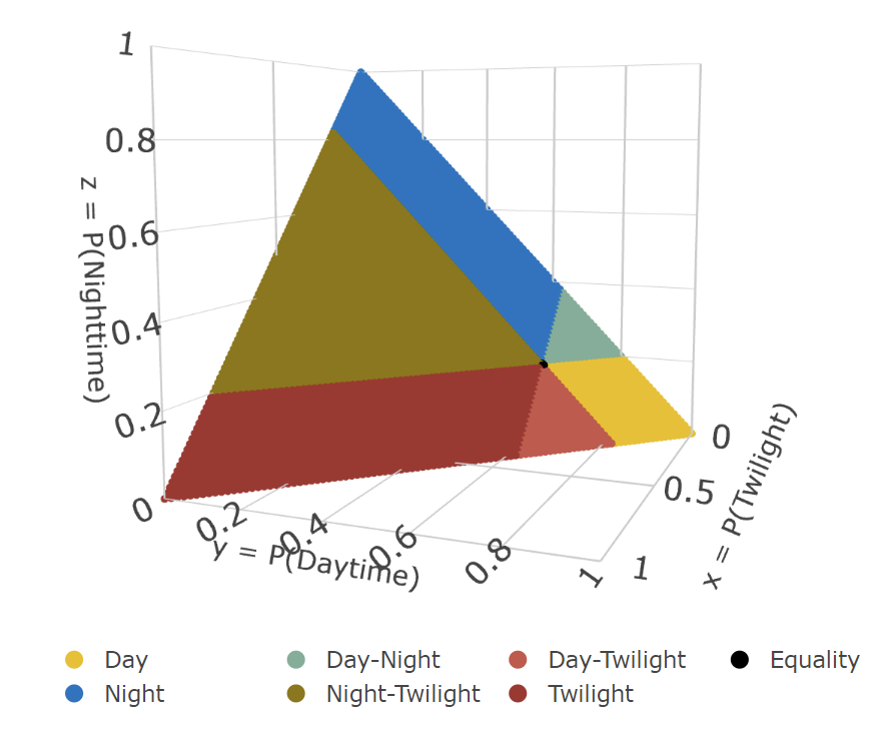 1
0.8
0.6
0.4
0.2
0
z = P(Nighttime)
0.2
0.4
0.6
0.8
1
y = P(Daytime)
0
0.5
1
x = P(Twilight)
Day
Day-Night
Day-Twilight
Equality
Night
Night-Twilight
Twilight